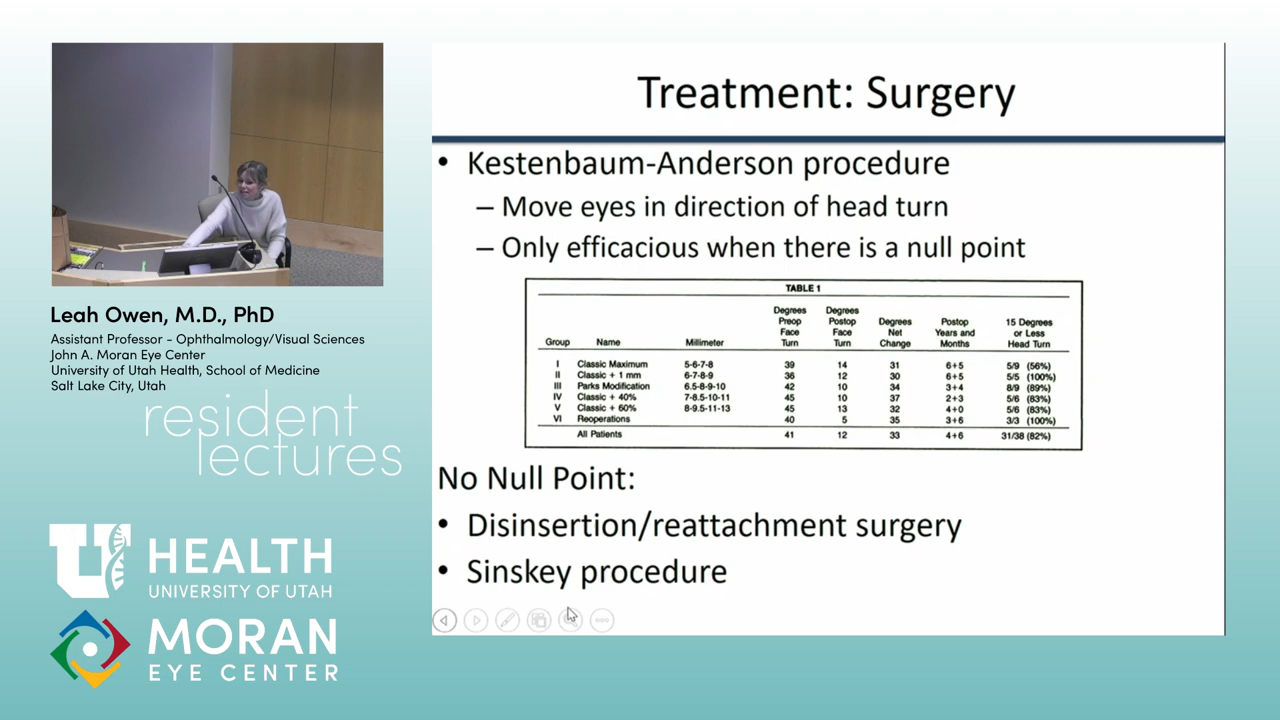 Treatment: Surgery
• Kestenbaum-Anderson procedure
– Move eyes in direction of head turn
– Only efficacious when there is a null point
TABLE 1
Group Name Millimeter Degrees Preop Face Turn Degrees Postop Face Turn Degrees Net Change Postop Years and Months 15 Degrees or Less Head Turn
I Classic Maximum 5-6-7-8 39 14 31 6+5 5/9 (56%)
II Classic + 1 mm 6-7-8-9 36 12 30 6+5 5/5 (100%)
III Parks Modification 6.5-8-9-10 42 10 34 3+4 8/9 (89%)
IV Classic + 40% 7-8.5-10-11 45 10 37 2+3 5/6 (83%)
V Classic + 60% 8-9.5-11-13 45 13 32 4+0 5/6 (83%)
VI Reoperations 40 5 35 3+6 3/3 (100%)
All Patients 41 12 33 4+6 31/38 (82%)
No Null Point:
• Disinsertion/reattachment surgery
• Sinskey procedure
Leah Owen, M.D., PhD
Assistant Professor - Ophthalmology/Visual Sciences
John A. Moran Eye Center
University of Utah Health, School of Medicine
Salt Lake City, Utah
resident
lectures
U HEALTH
UNIVERSITY OF UTAH
MORAN
EYE CENTER